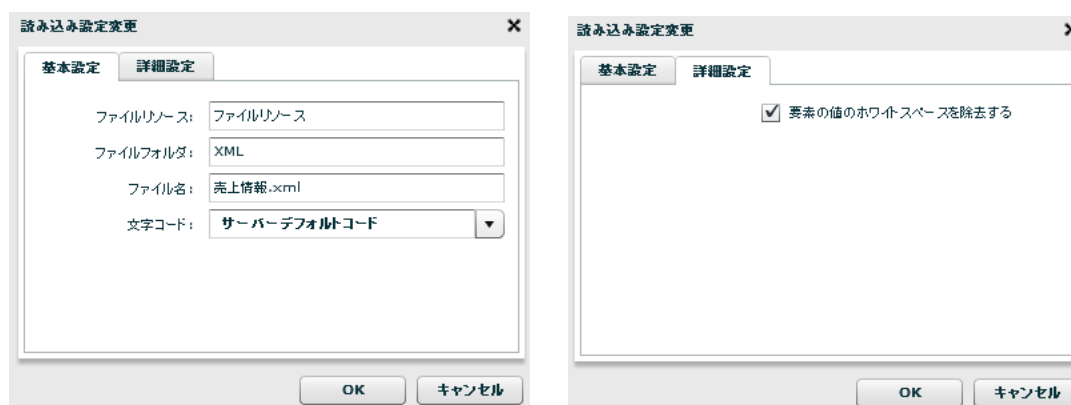 読み込み設定変更
基本設定 詳細設定
ファイルリソース: ファイルリソース
ファイルフォルダ: XML
ファイル名: 売上情報.xml
文字コード: サーバーデフォルトコード
OK キャンセル
読み込み設定変更
基本設定 詳細設定
要素の値のホワイトスペースを除去する
OK キャンセル